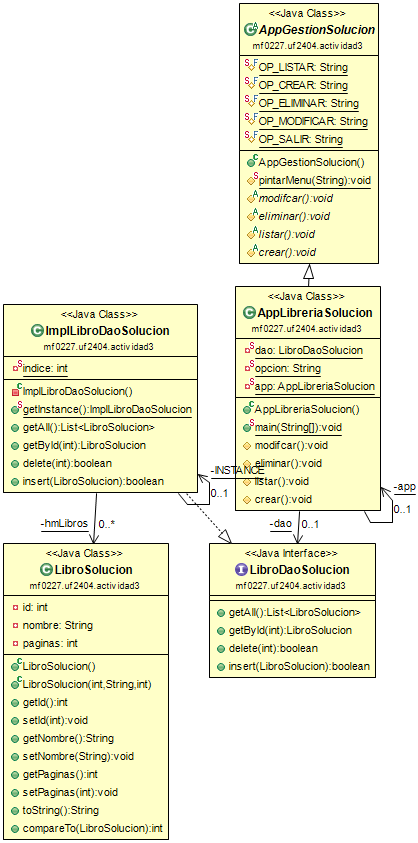 <<Java Class>>
AppGestionSolucion
mf0227.uf2404.actividad3
OP_LISTAR: String
OP_CREAR: String
OP_ELIMINAR: String
OP_MODIFICAR: String
OP_SALIR: String
AppGestionSolucion()
pintarMenu(String):void
modifcar():void
eliminar():void
listar():void
crear():void
<<Java Class>>
ImplLibroDaoSolucion
mf0227.uf2404.actividad3
indice: int
ImplLibroDaoSolucion()
getInstance():ImplLibroDaoSolucion
getAll():List<LibroSolucion>
getById(int):LibroSolucion
delete(int):boolean
insert(LibroSolucion):boolean
<<Java Class>>
AppLibreriaSolucion
mf0227.uf2404.actividad3
dao: LibroDaoSolucion
opcion: String
app: AppLibreriaSolucion
AppLibreriaSolucion()
main(String[]):void
modifcar():void
eliminar():void
listar():void
crear():void
-INSTANCE
0..1
-app
0..1
-hmLibros
0..*
-dao
0..1
<<Java Class>>
LibroSolucion
mf0227.uf2404.actividad3
id: int
nombre: String
paginas: int
LibroSolucion()
LibroSolucion(int,String,int)
getId():int
setId(int):void
getNombre():String
setNombre(String):void
getPaginas():int
setPaginas(int):void
toString():String
compareTo(LibroSolucion):int
<<Java Interface>>
LibroDaoSolucion
mf0227.uf2404.actividad3
getAll():List<LibroSolucion>
getById(int):LibroSolucion
delete(int):boolean
insert(LibroSolucion):boolean